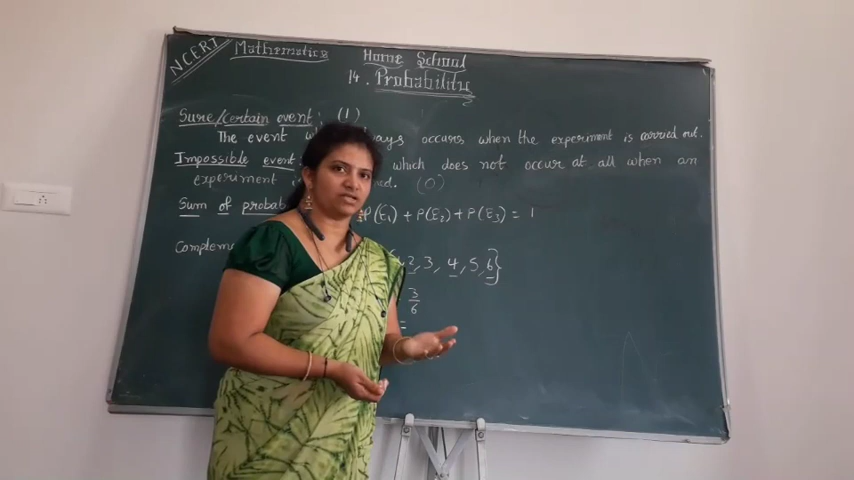 NCERT Mathematics Home School
14. Probability
Sure/certain event: (1)
The event occurs when the experiment is carried out.
Impossible event which does not occur at all when an
experiment (0)
Sum of P(E₁) + P(E₂) + P(E₃) = 1
2, 3, 4, 5, 6}
3/6
=